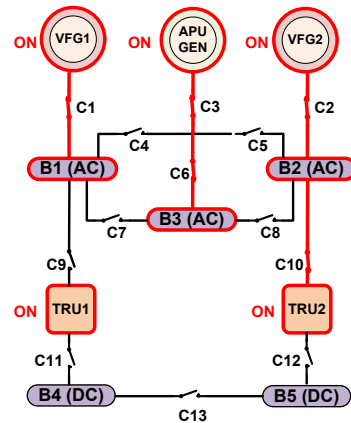 ON VFG1 ON APU GEN ON VFG2
C1 C3 C2
C4 C5
B1 (AC) C6 B2 (AC)
B3 (AC)
C7 C8
C9 C10
ON TRU1 ON TRU2
C11 C12
B4 (DC) B5 (DC)
C13